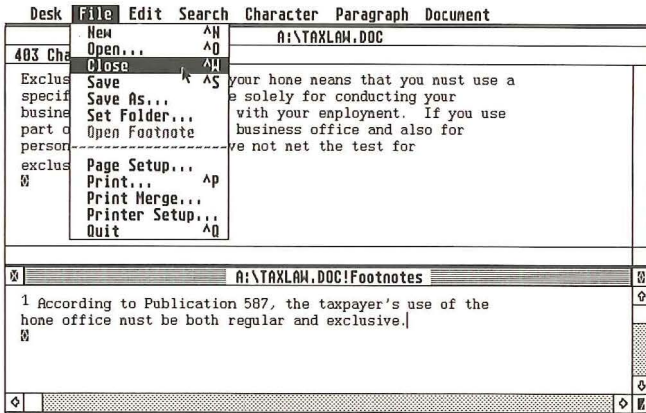 Desk File Edit Search Character Paragraph Document
A:\TAXLAW.DOC
403 Cha
New ^N
Open... ^O
Close ^W
Save ^S
Save As...
Set Folder...
Open Footnote
Page Setup...
Print... ^P
Print Merge...
Printer Setup...
Quit ^Q
Exclus your hone means that you nust use a
specif e solely for conducting your
busine vith your enployment. If you use
part o business office and also for
person ve not net the test for
exclus
A:\TAXLAW.DOC!Footnotes
1 According to Publication 587, the taxpayer's use of the
hone office nust be both regular and exclusive.